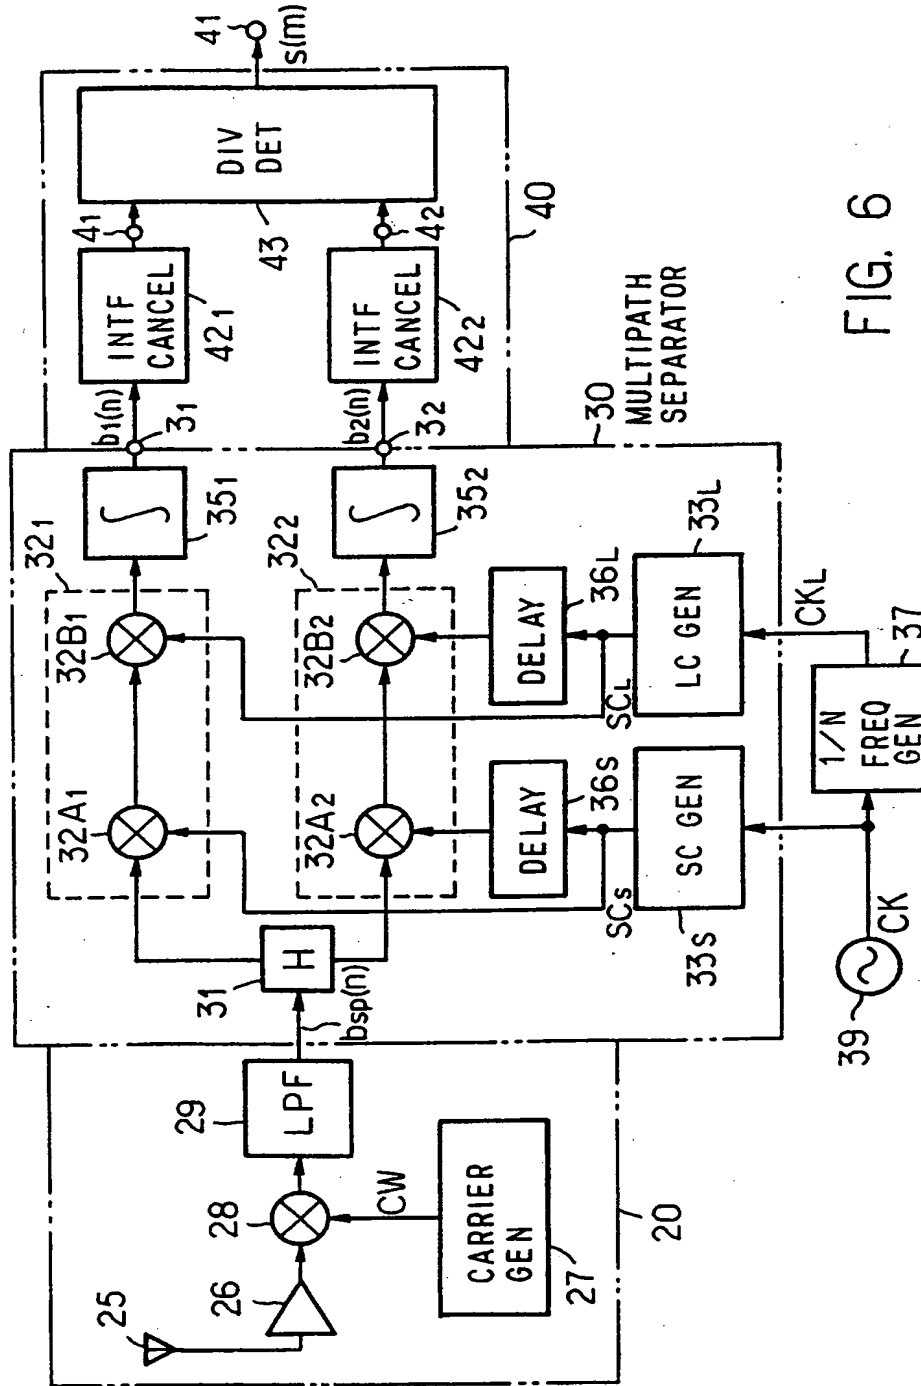 25
26
28
CW
CARRIER
GEN
27
29
LPF
20
bsp(n)
31
H
321
32A1
32B1
322
32A2
32B2
351
352
SCS
SCL
DELAY
36S
DELAY
36L
SC GEN
33S
LC GEN
33L
CKL
39
CK
1/N
FREQ
GEN
37
30
MULTIPATH
SEPARATOR
b1(n)
31
b2(n)
32
INTF
CANCEL
421
INTF
CANCEL
422
41
42
43
DIV
DET
40
41
s(m)
FIG. 6